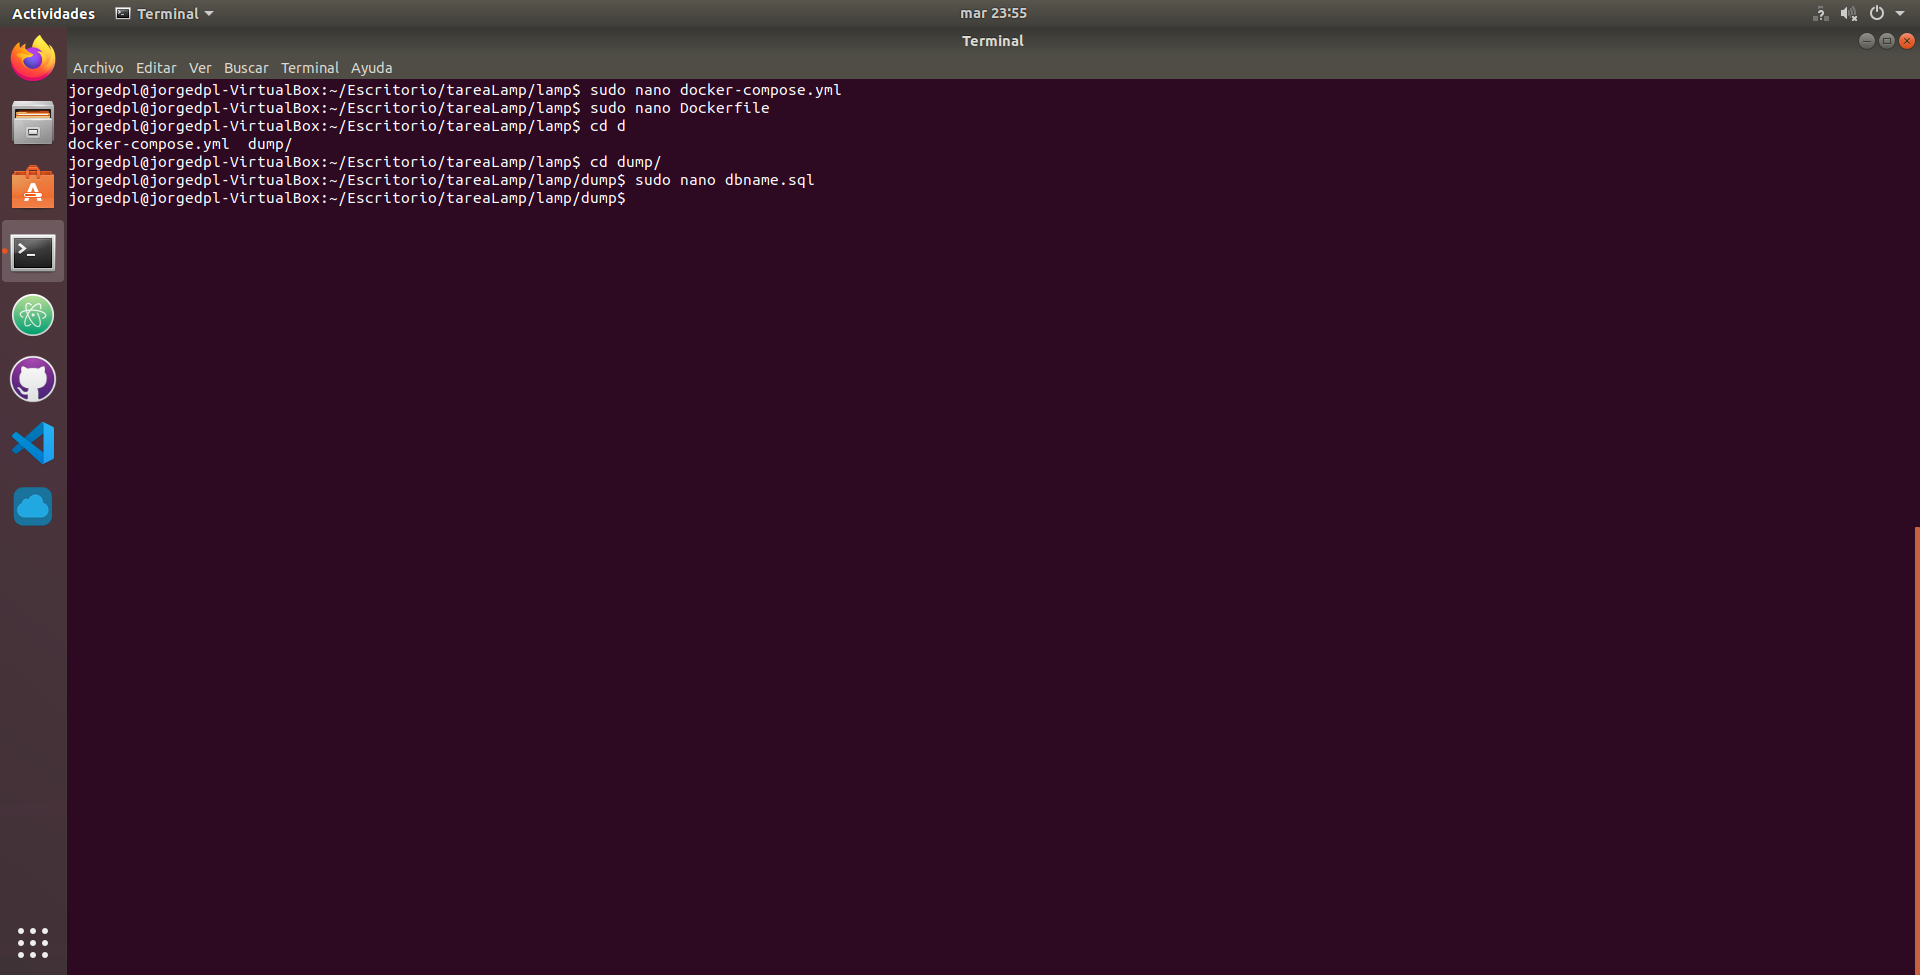 Actividades Terminal mar 23:55
Terminal
Archivo Editar Ver Buscar Terminal Ayuda
jorgedpl@jorgedpl-VirtualBox:~/Escritorio/tareaLamp/lamp$ sudo nano docker-compose.yml
jorgedpl@jorgedpl-VirtualBox:~/Escritorio/tareaLamp/lamp$ sudo nano Dockerfile
jorgedpl@jorgedpl-VirtualBox:~/Escritorio/tareaLamp/lamp$ cd d
docker-compose.yml  dump/
jorgedpl@jorgedpl-VirtualBox:~/Escritorio/tareaLamp/lamp$ cd dump/
jorgedpl@jorgedpl-VirtualBox:~/Escritorio/tareaLamp/lamp/dump$ sudo nano dbname.sql
jorgedpl@jorgedpl-VirtualBox:~/Escritorio/tareaLamp/lamp/dump$